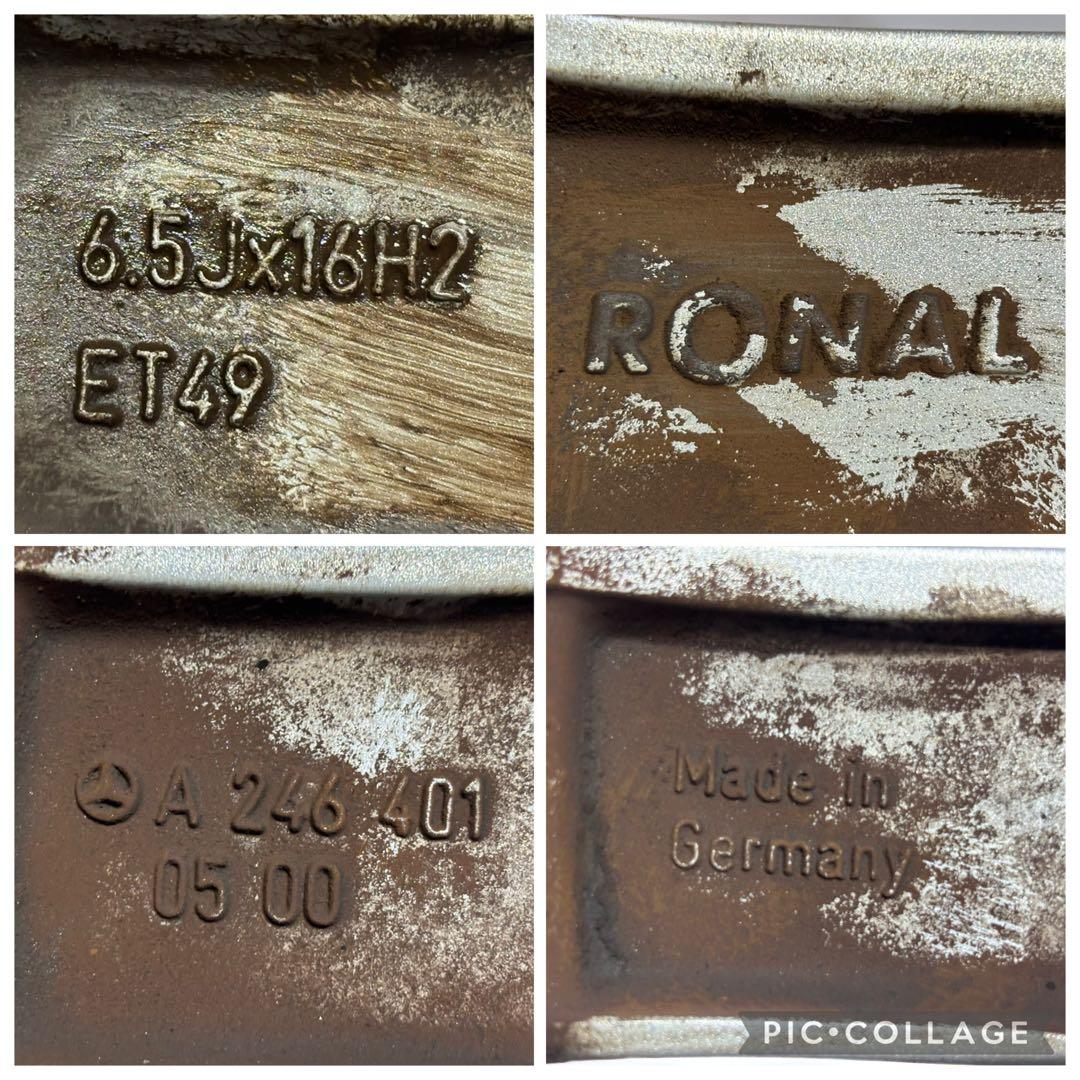 6.5Jx16H2
ET49
RONAL
A 246 401
05 00
Made in
Germany
PIC•COLLAGE